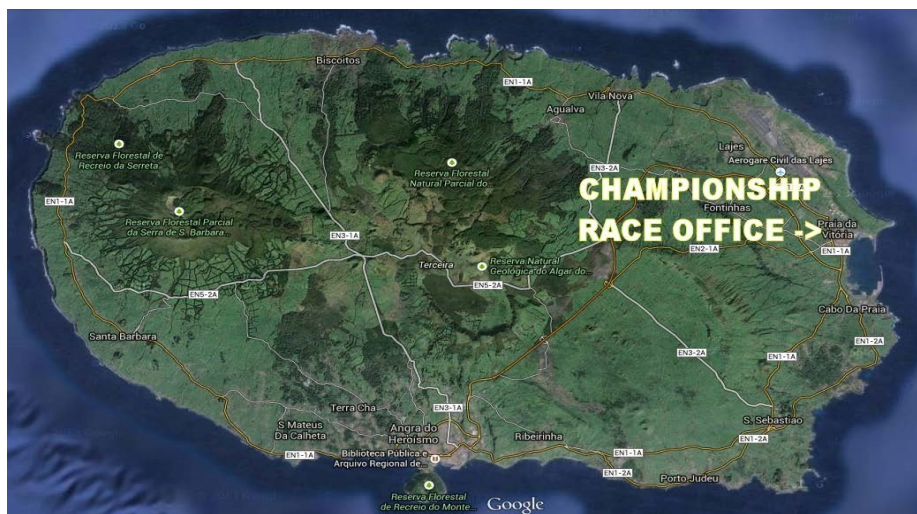 Biscoitos
EN1-1A
Vila Nova
Agualva
Lajes
Aerogare Civil das Lajes
Reserva Florestal de
Recreio da Serreta
Reserva Florestal
Natural Parcial do
EN3-2A
CHAMPIONSHIP
RACE OFFICE ->
Fontinhas
EN1-1A
Reserva Florestal Parcial
da Serra de S. Barbara...
EN3-1A
Praia da
Vitória
EN2-1A
EN1-1A
Terceira
Reserva Natural
Geológica do Algar do...
EN5-2A
EN5-2A
Cabo Da Praia
Santa Barbara
EN1-2A
EN3-2A
EN1-1A
Terra Cha
EN3-1A
S Mateus
Da Calheta
Angra do
Heroísmo
Ribeirinha
S. Sebastiao
EN1-2A
EN1-1A
Biblioteca Pública e
Arquivo Regional de...
EN1-1A
EN1-2A
Porto Judeu
Reserva Florestal
de Recreio do Monte...
Google